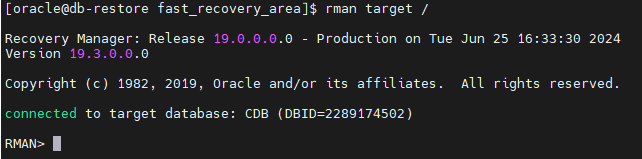 [oracle@db-restore fast_recovery_area]$ rman target /
Recovery Manager: Release 19.0.0.0.0 - Production on Tue Jun 25 16:33:30 2024
Version 19.3.0.0.0
Copyright (c) 1982, 2019, Oracle and/or its affiliates.  All rights reserved.
connected to target database: CDB (DBID=2289174502)
RMAN>